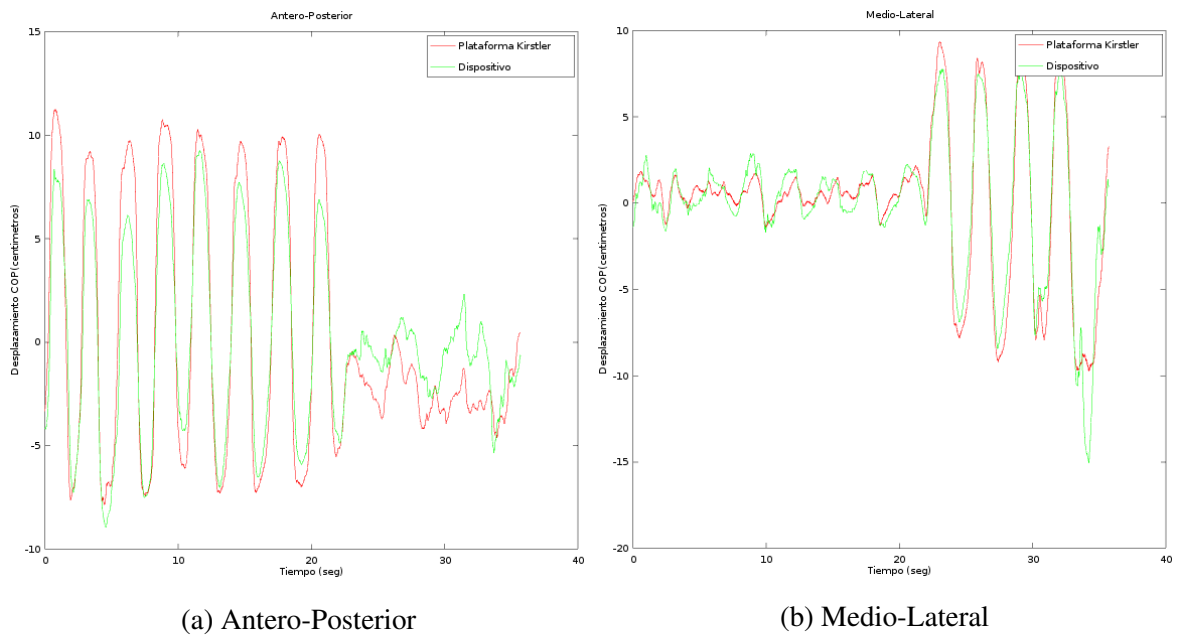 Antero-Posterior
15
10
5
0
-5
-10
0
10
20
30
40
Desplazamiento COP (centimetros)
Tiempo (seg)
Plataforma Kirstler
Dispositivo
(a) Antero-Posterior
Medio-Lateral
10
5
0
-5
-10
-15
-20
0
10
20
30
40
Desplazamiento COP (centimetros)
Tiempo (seg)
Plataforma Kirstler
Dispositivo
(b) Medio-Lateral